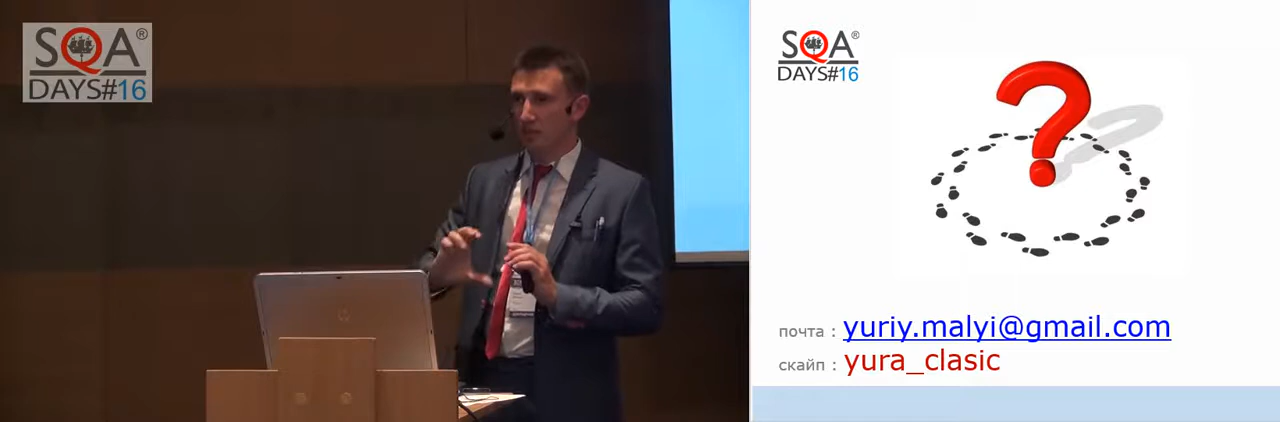 SQA®
DAYS#16
SQA®
DAYS#16
почта : yuriy.malyi@gmail.com
скайп : yura_clasic